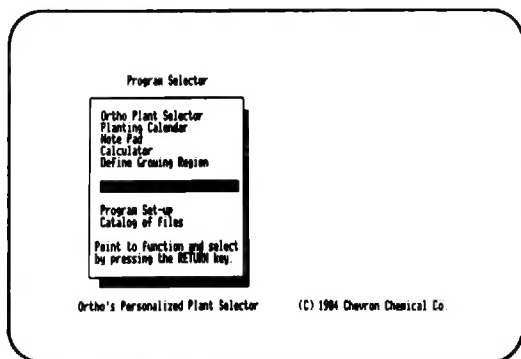 Program Selector
Ortho Plant Selector
Planting Calendar
Note Pad
Calculator
Define Growing Region
Program Set-up
Catalog of Files
Point to function and select
by pressing the RETURN key.
Ortho's Personalized Plant Selector (C) 1984 Chevron Chemical Co.